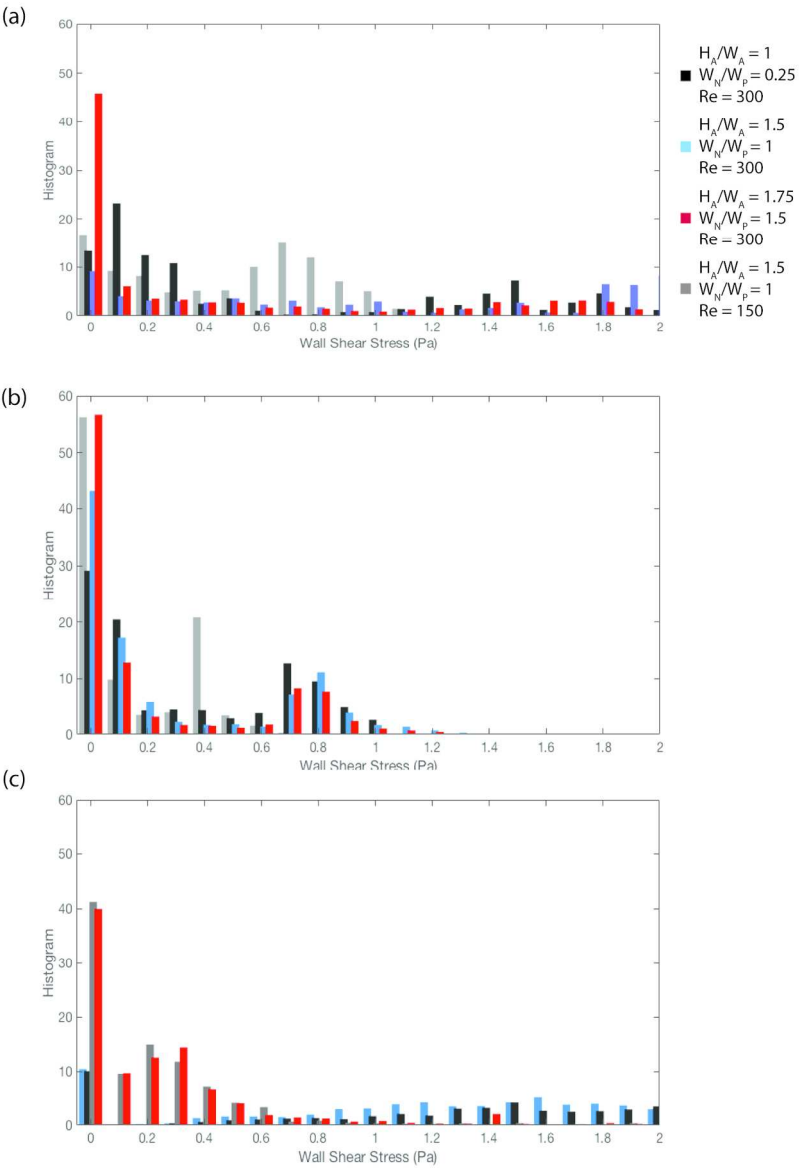 (a)
60
50
40
30
20
10
0
Histogram
0 0.2 0.4 0.6 0.8 1 1.2 1.4 1.6 1.8 2
Wall Shear Stress (Pa)
H_A/W_A = 1
W_N/W_P = 0.25
Re = 300
H_A/W_A = 1.5
W_N/W_P = 1
Re = 300
H_A/W_A = 1.75
W_N/W_P = 1.5
Re = 300
H_A/W_A = 1.5
W_N/W_P = 1
Re = 150
(b)
60
50
40
30
20
10
0
Histogram
0 0.2 0.4 0.6 0.8 1 1.2 1.4 1.6 1.8 2
Wall Shear Stress (Pa)
(c)
60
50
40
30
20
10
0
Histogram
0 0.2 0.4 0.6 0.8 1 1.2 1.4 1.6 1.8 2
Wall Shear Stress (Pa)